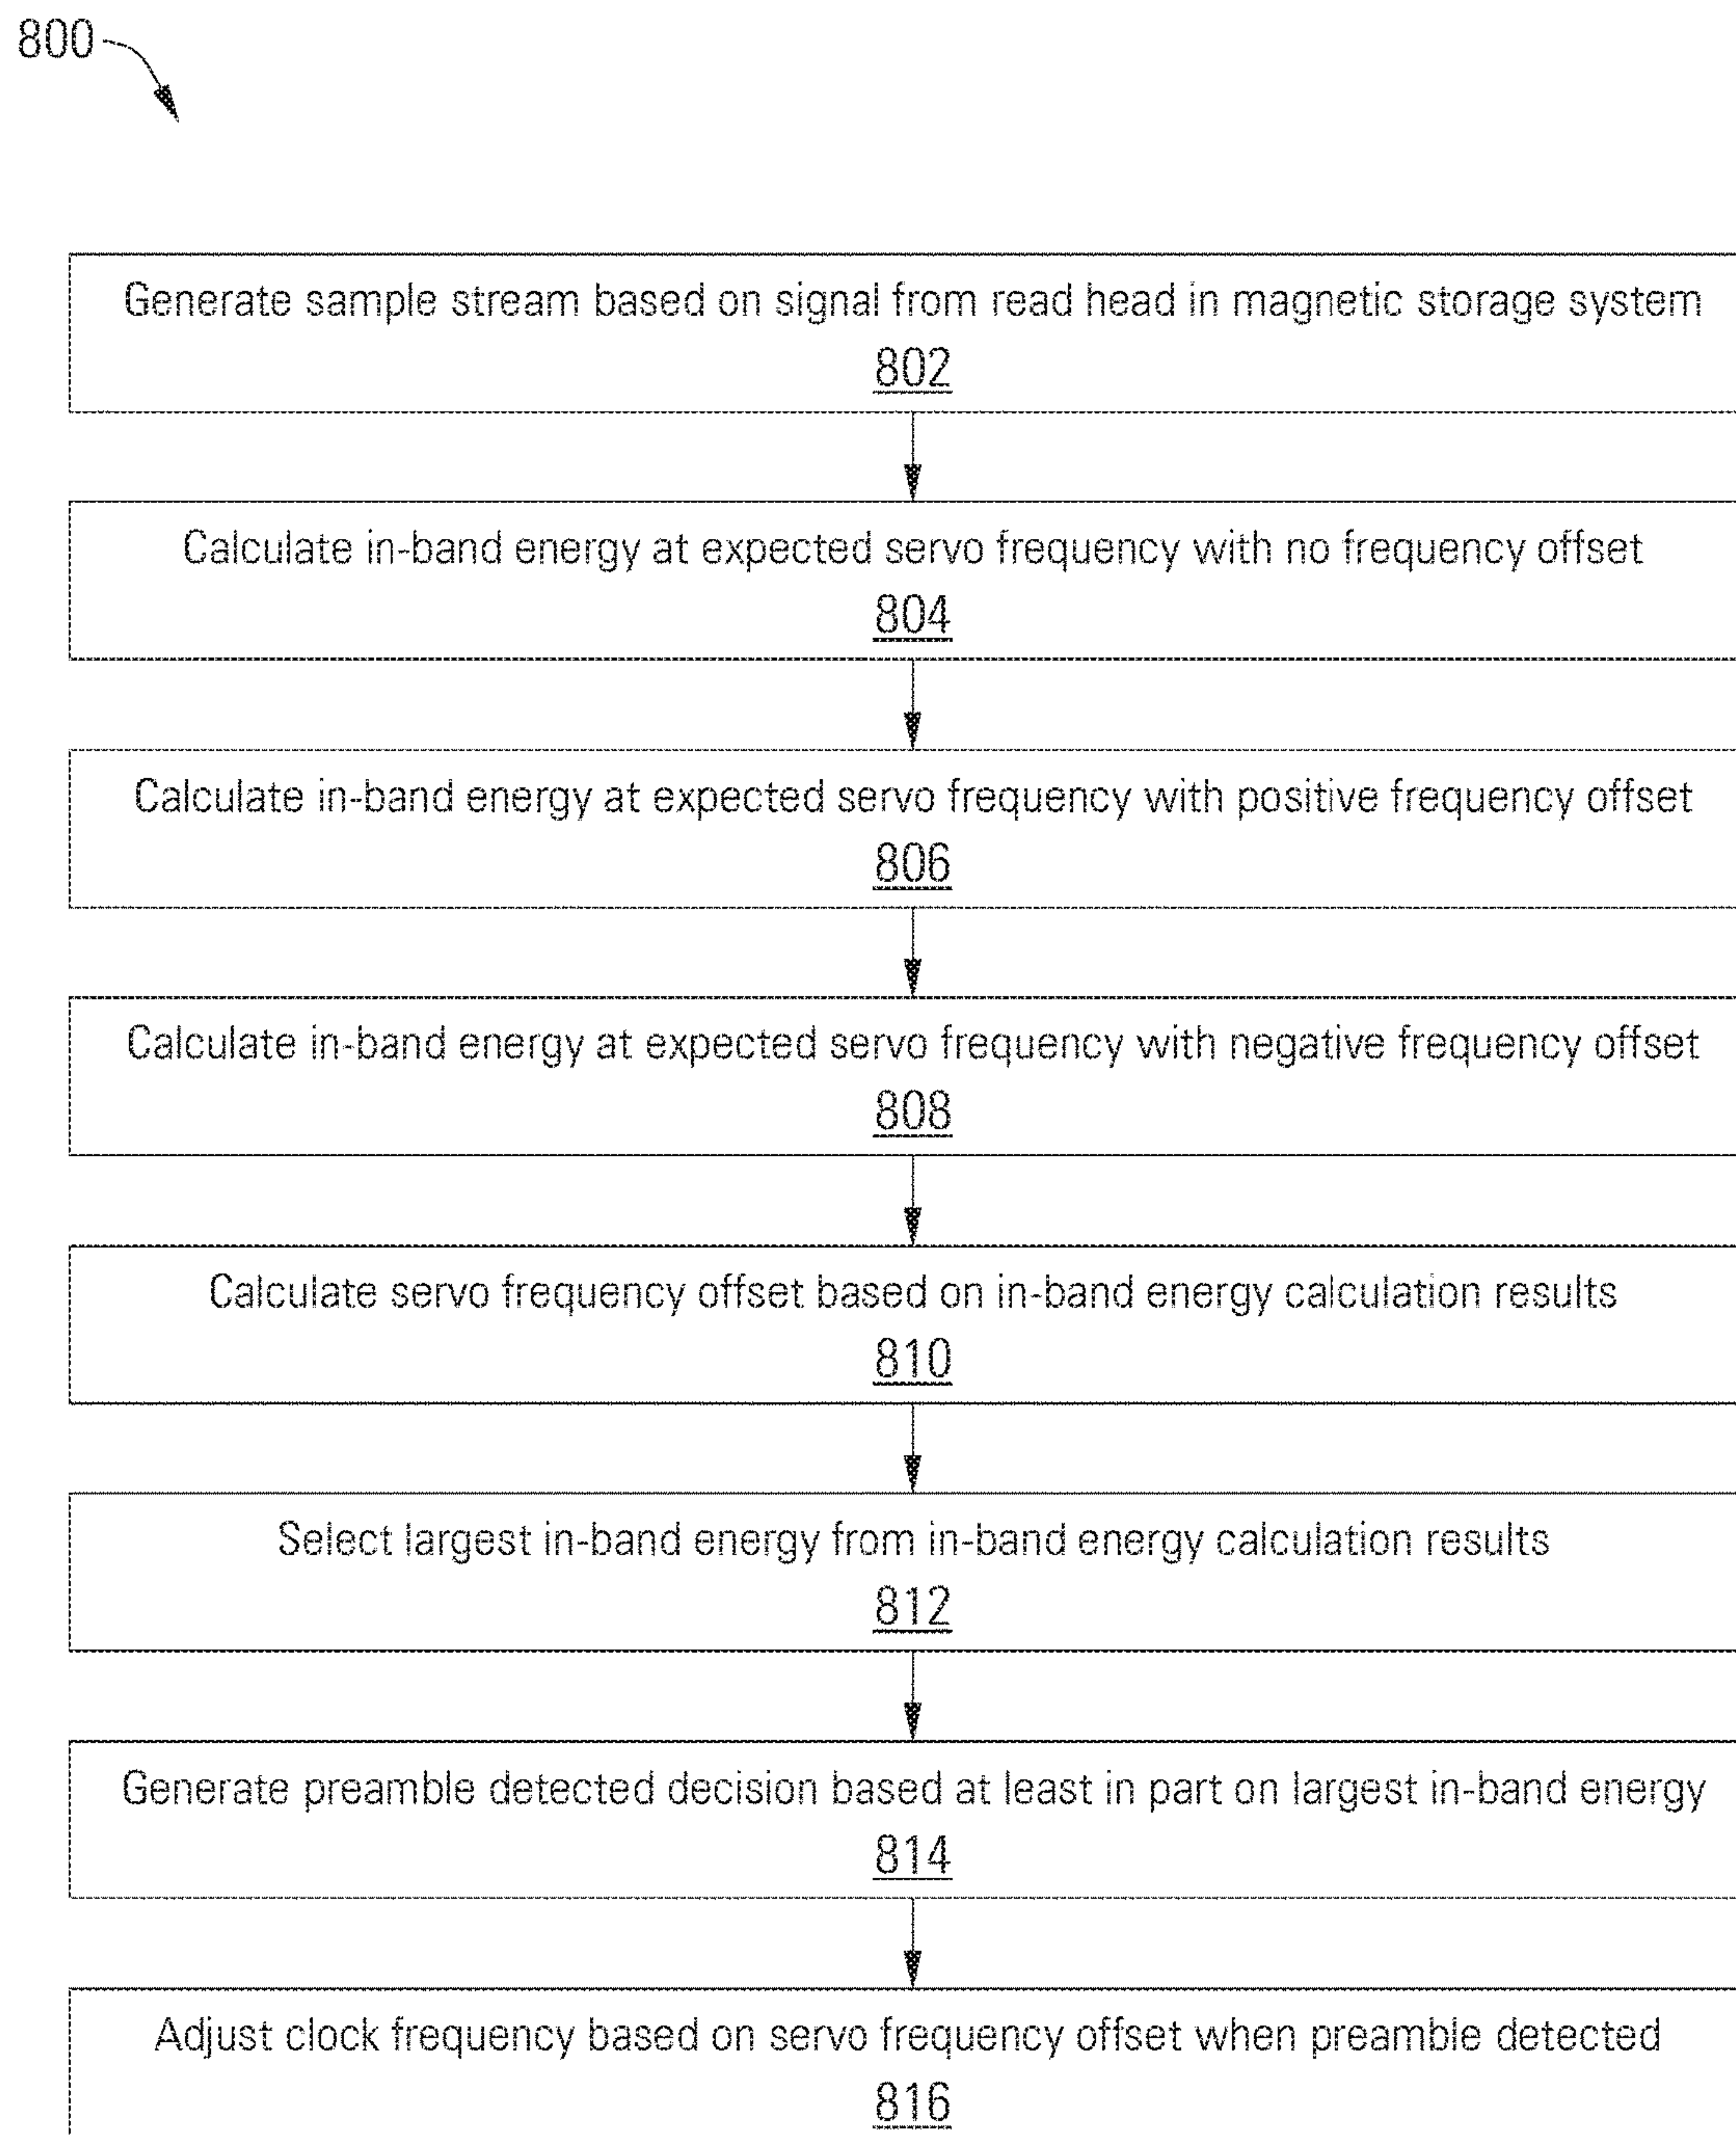 800
Generate sample stream based on signal from read head in magnetic storage system
802
Calculate in-band energy at expected servo frequency with no frequency offset
804
Calculate in-band energy at expected servo frequency with positive frequency offset
806
Calculate in-band energy at expected servo frequency with negative frequency offset
808
Calculate servo frequency offset based on in-band energy calculation results
810
Select largest in-band energy from in-band energy calculation results
812
Generate preamble detected decision based at least in part on largest in-band energy
814
Adjust clock frequency based on servo frequency offset when preamble detected
816